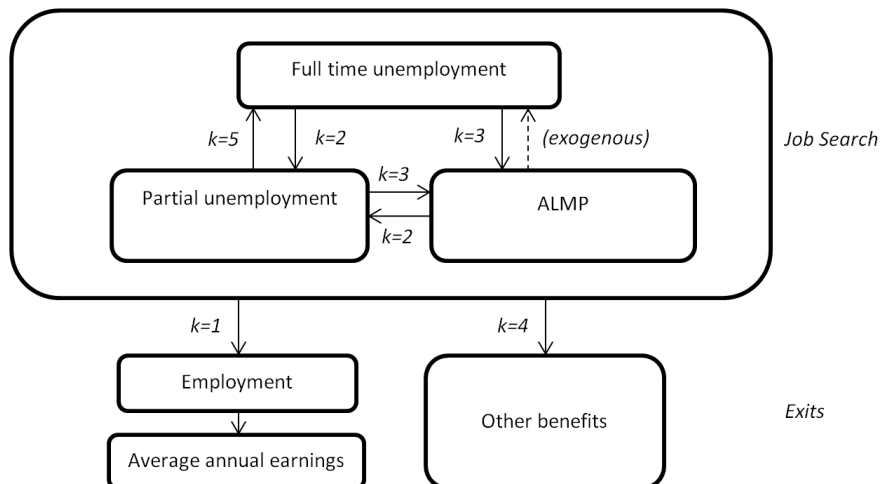 Full time unemployment
k=5
k=2
k=3
(exogenous)
Job Search
Partial unemployment
k=3
ALMP
k=2
k=1
k=4
Employment
Other benefits
Exits
Average annual earnings